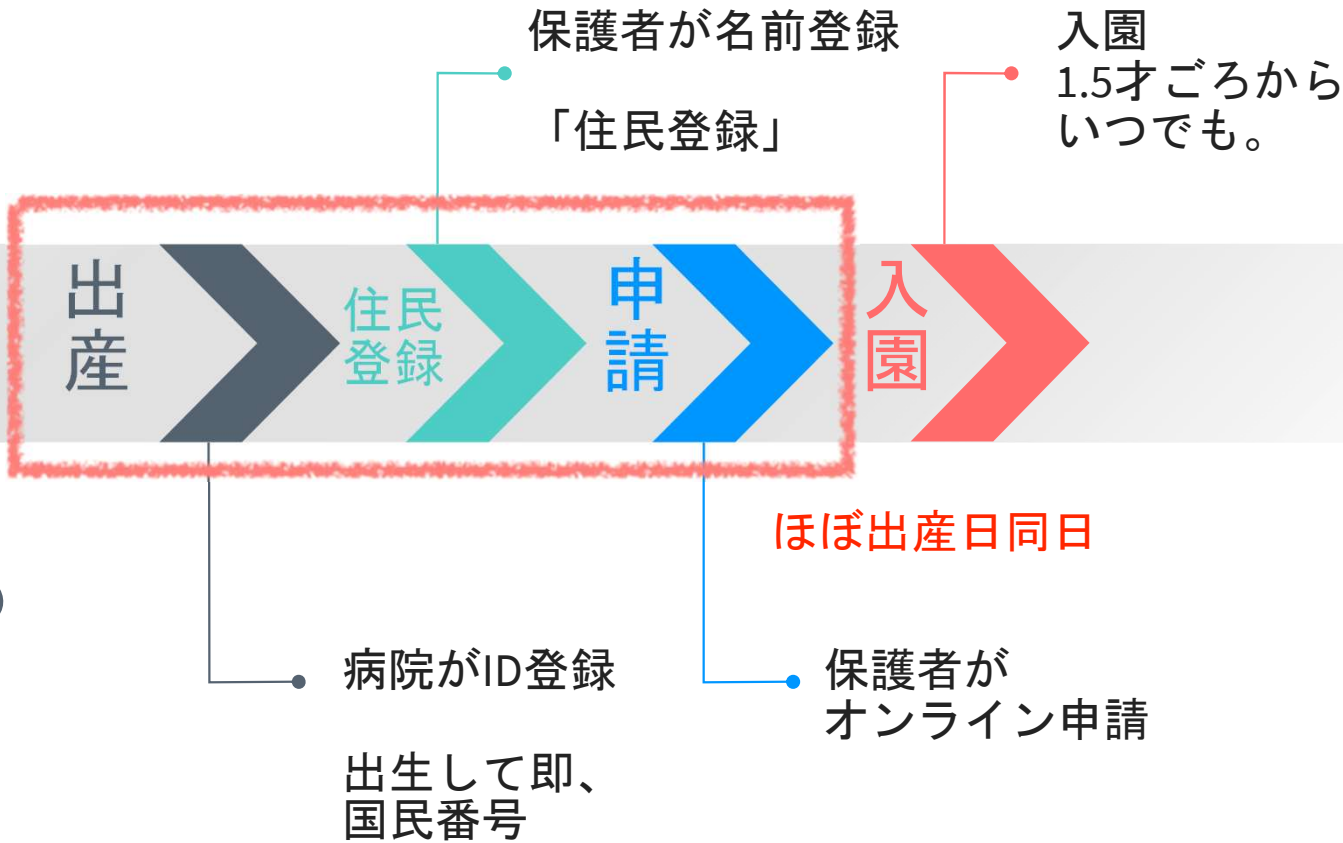 保護者が名前登録
「住民登録」
入園
1.5才ごろから
いつでも。
出産
住民
登録
申請
入園
ほぼ出産日同日
病院がID登録
出生して即、
国民番号
保護者が
オンライン申請